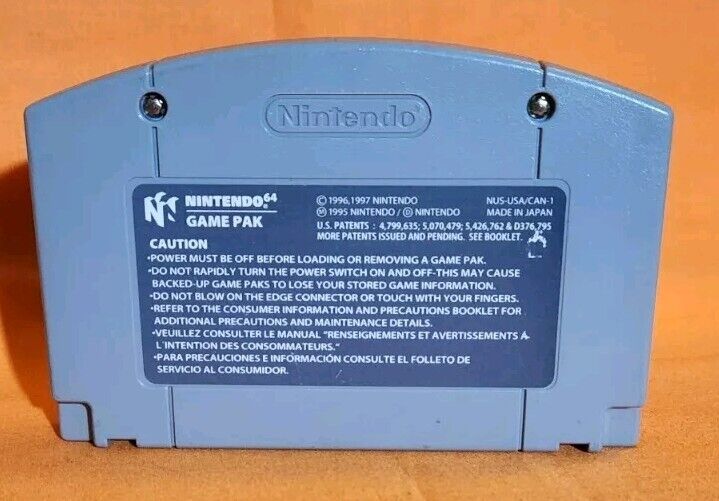 Nintendo
NINTENDO64
GAME PAK
© 1996,1997 NINTENDO
Ⓜ 1995 NINTENDO / Ⓓ NINTENDO
NUS-USA/CAN-1
MADE IN JAPAN
U.S. PATENTS : 4,799,635; 5,070,479; 5,426,762 & D376,795
MORE PATENTS ISSUED AND PENDING. SEE BOOKLET.
CAUTION
•POWER MUST BE OFF BEFORE LOADING OR REMOVING A GAME PAK.
•DO NOT RAPIDLY TURN THE POWER SWITCH ON AND OFF-THIS MAY CAUSE
BACKED-UP GAME PAKS TO LOSE YOUR STORED GAME INFORMATION.
•DO NOT BLOW ON THE EDGE CONNECTOR OR TOUCH WITH YOUR FINGERS.
•REFER TO THE CONSUMER INFORMATION AND PRECAUTIONS BOOKLET FOR
ADDITIONAL PRECAUTIONS AND MAINTENANCE DETAILS.
•VEUILLEZ CONSULTER LE MANUAL "RENSEIGNEMENTS ET AVERTISSEMENTS À
L'INTENTION DES CONSOMMATEURS."
•PARA PRECAUCIONES E INFORMACIÓN CONSULTE EL FOLLETO DE
SERVICIO AL CONSUMIDOR.